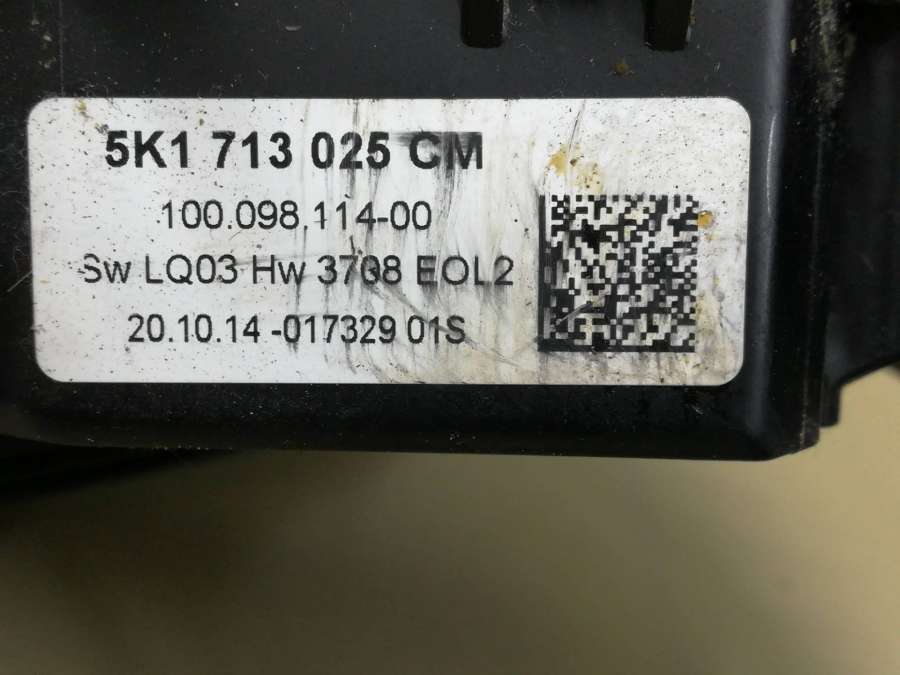 5K1 713 025 CM
100.098.114-00
Sw LQ03 Hw 3708 EOL2
20.10.14 -017329 01S